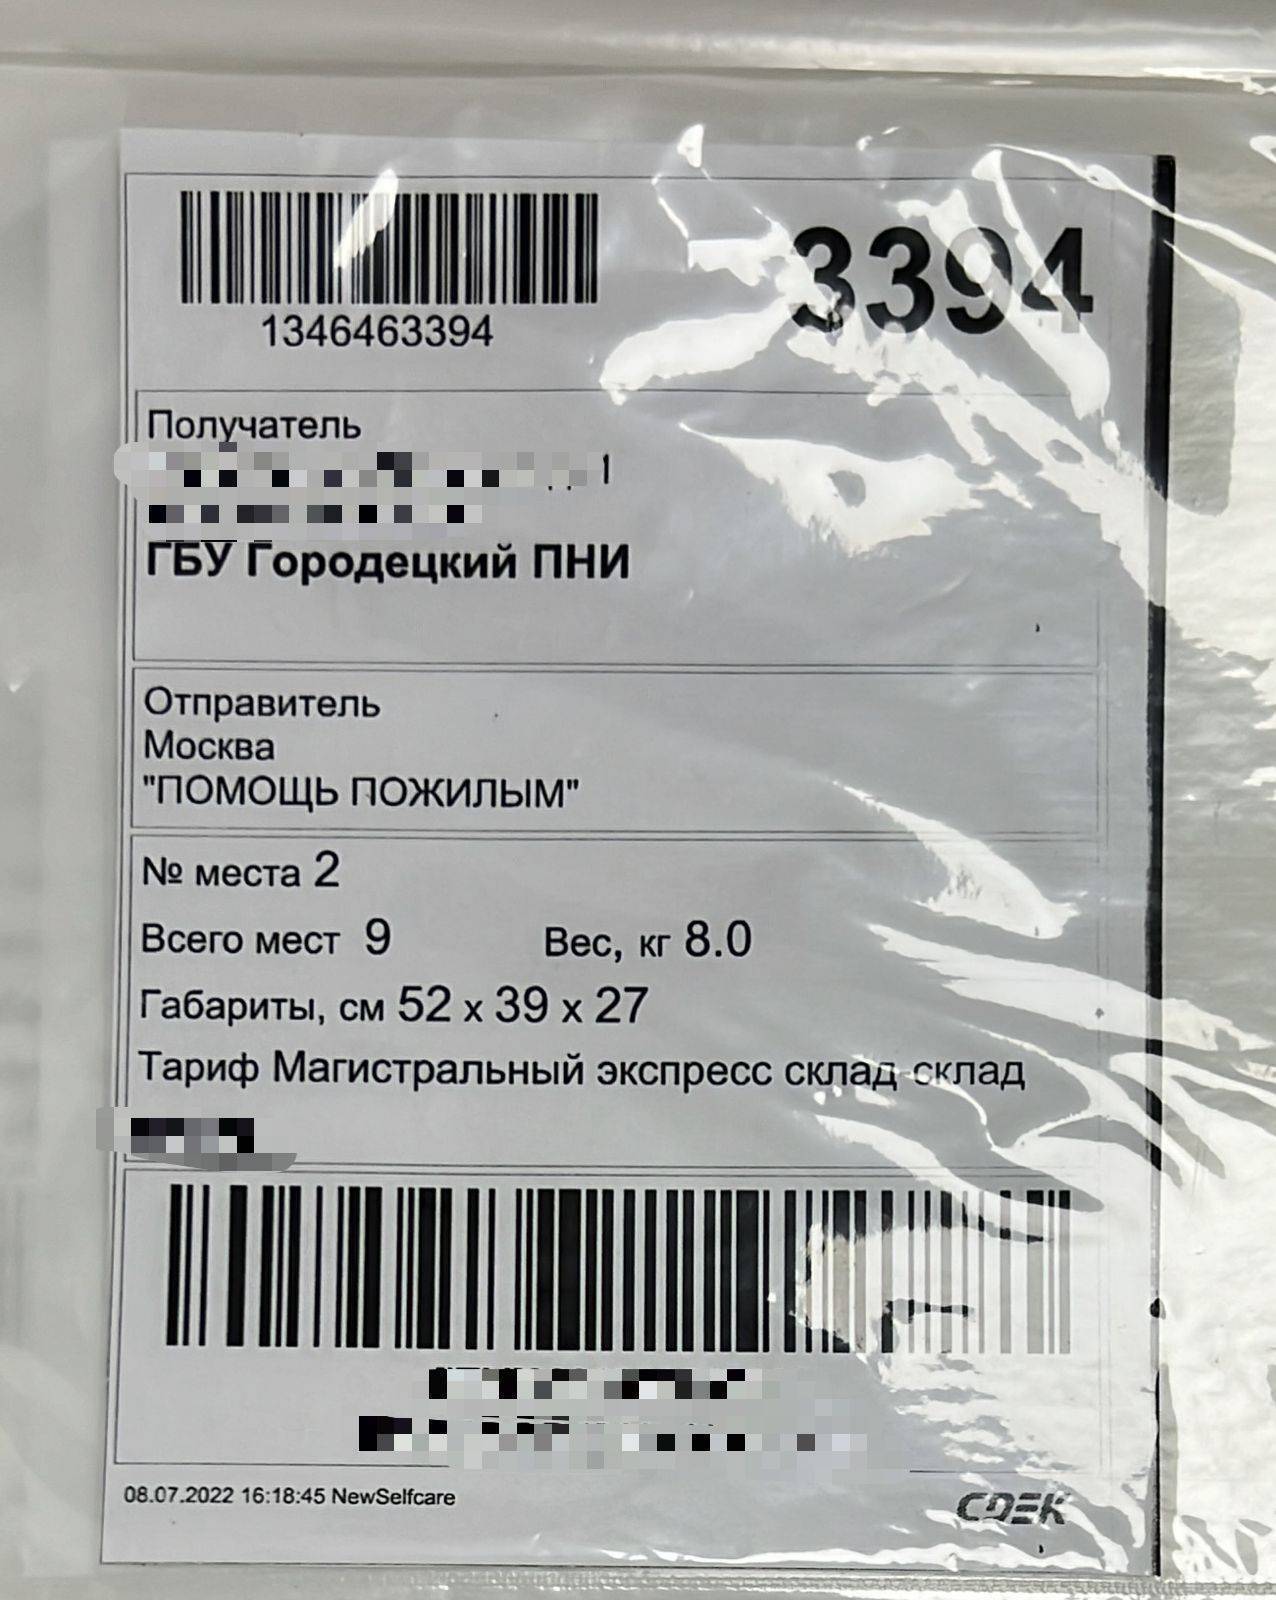 1346463394
3394
Получатель
ГБУ Городецкий ПНИ
Отправитель
Москва
"ПОМОЩЬ ПОЖИЛЫМ"
№ места 2
Всего мест 9 Вес, кг 8.0
Габариты, см 52 x 39 x 27
Тариф Магистральный экспресс склад-склад
08.07.2022 16:18:45 NewSelfcare
CDEK